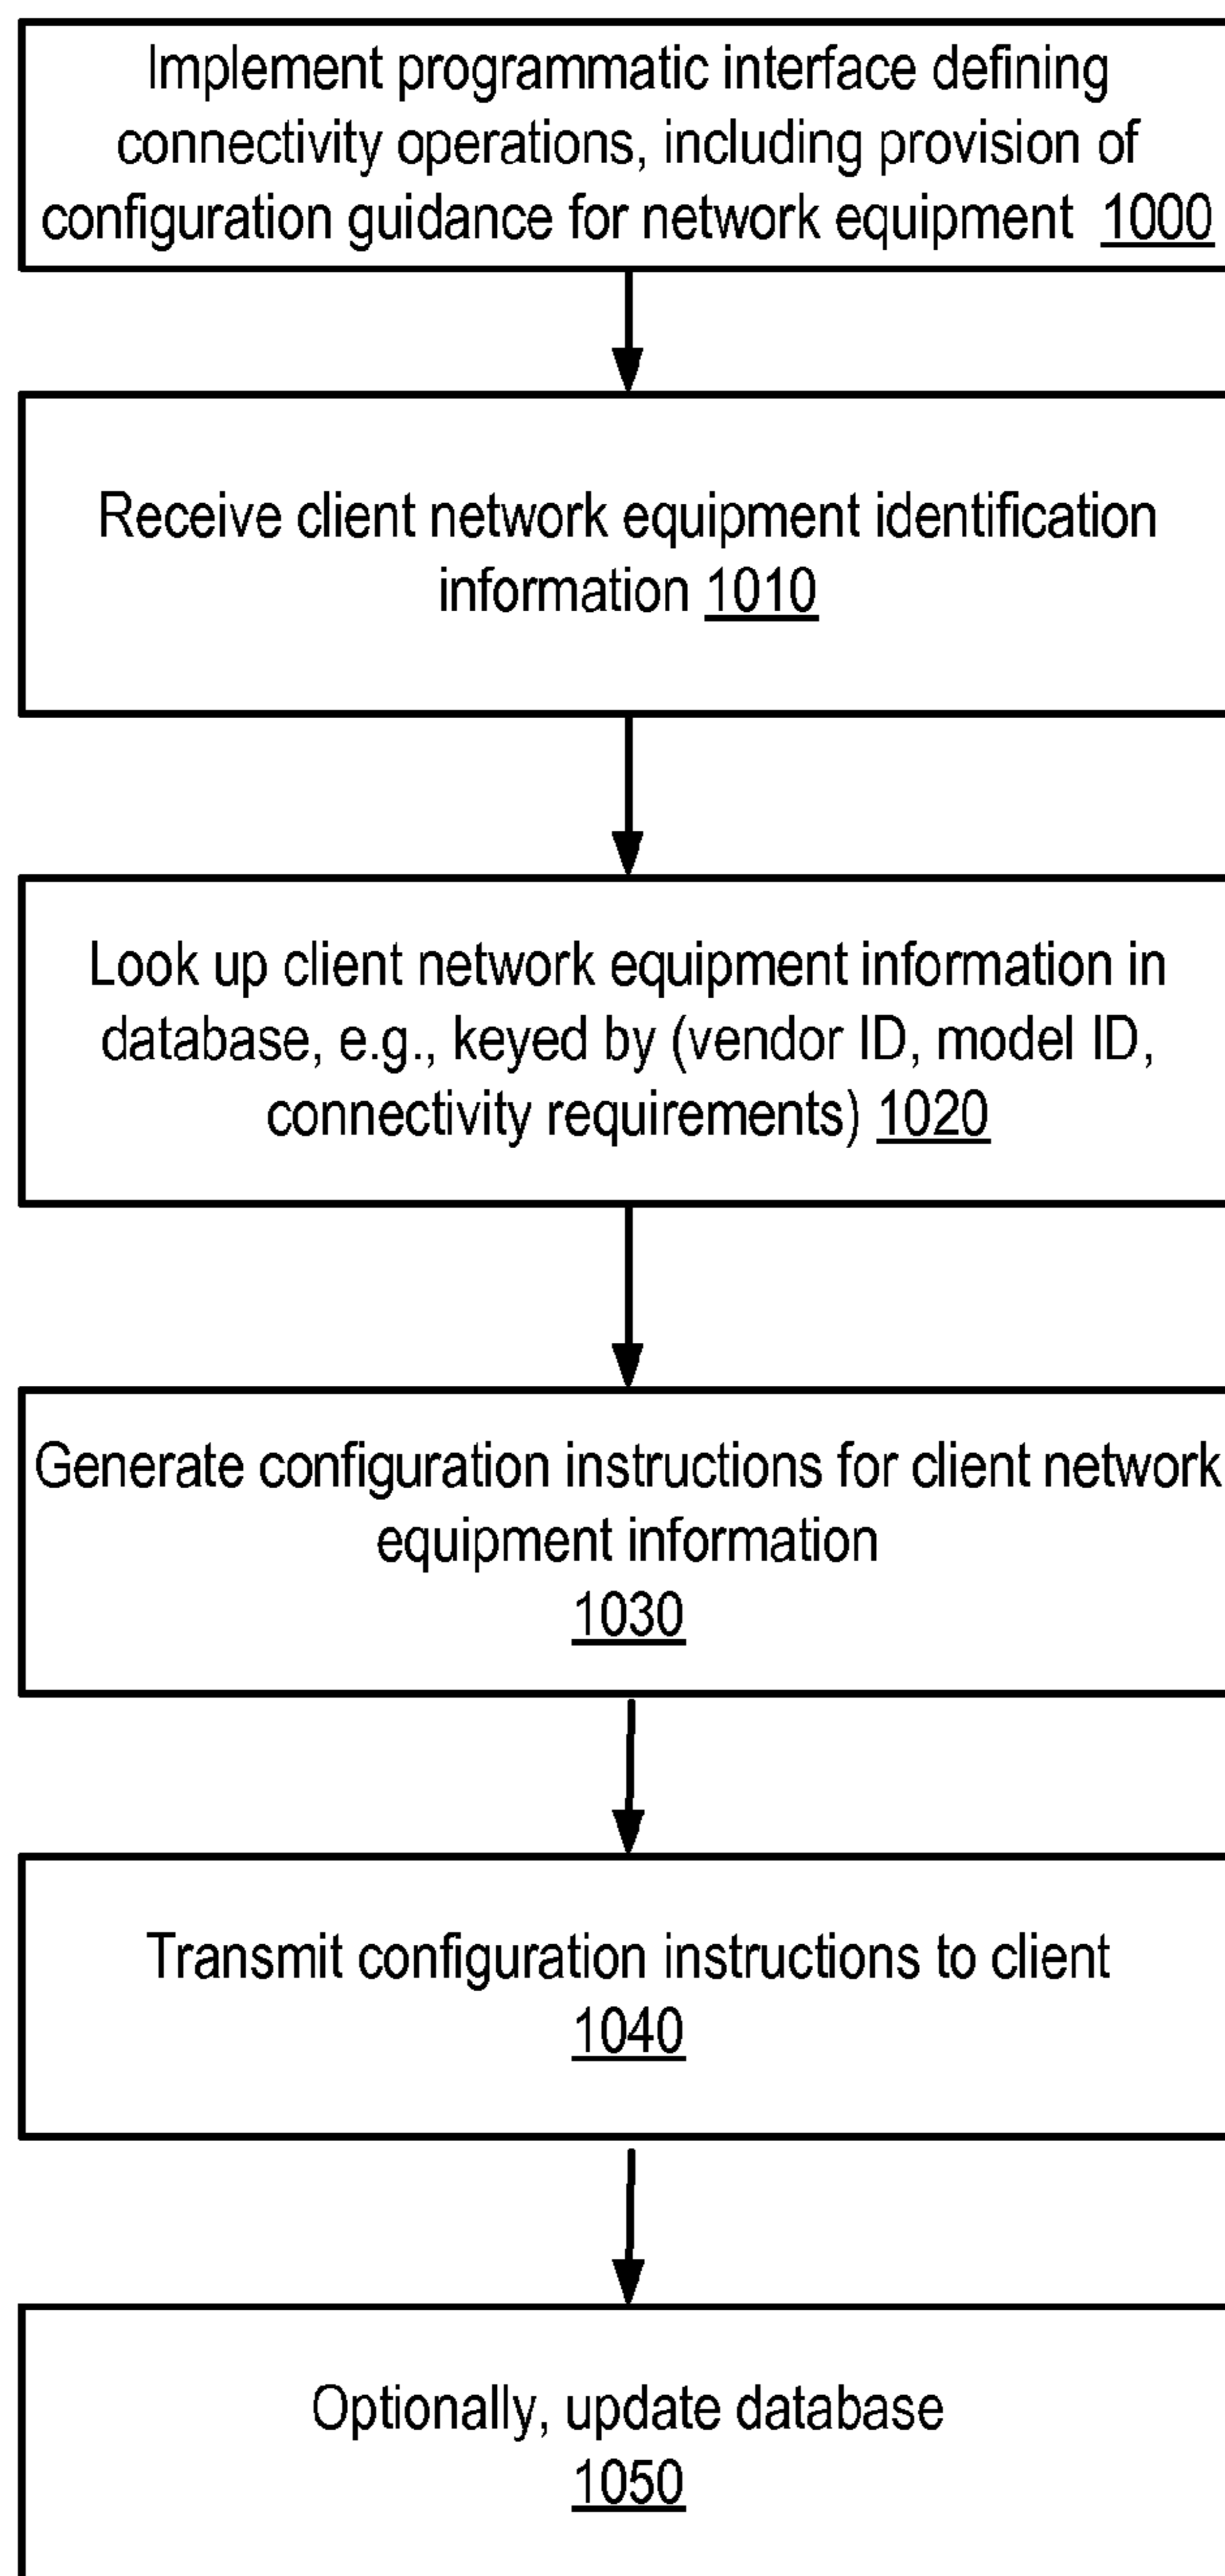 Implement programmatic interface defining
connectivity operations, including provision of
configuration guidance for network equipment 1000
Receive client network equipment identification
information 1010
Look up client network equipment information in
database, e.g., keyed by (vendor ID, model ID,
connectivity requirements) 1020
Generate configuration instructions for client network
equipment information
1030
Transmit configuration instructions to client
1040
Optionally, update database
1050